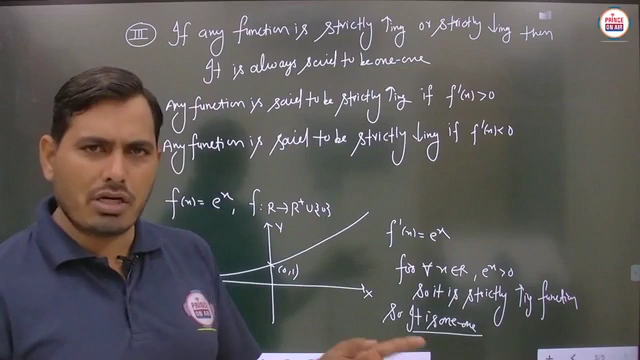 III If any function is strictly ↑ing or strictly ↓ing then
It is always said to be one-one
Any function is said to be strictly ↑ing if f'(x)>0
Any function is said to be strictly ↓ing if f'(x)<0
f(x) = e^x, f: R→R⁺∪{0}
Y
(0,1)
X
f'(x) = e^x
for ∀ x∈R, e^x>0
so it is strictly ↑ing function
So It is one-one
PRINCE
ON AIR
PRINCE
ON AIR